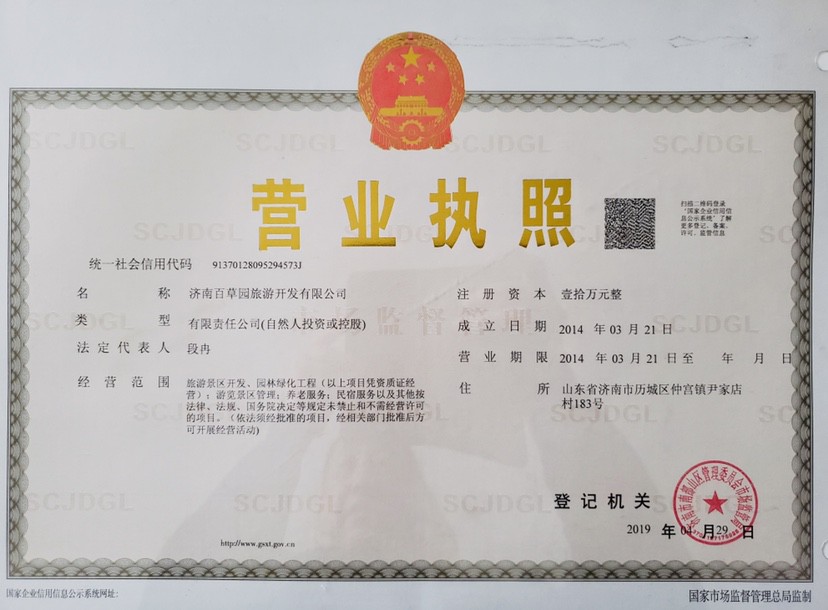 营业执照
扫描二维码登录
“国家企业信用信
息公示系统”了解
更多登记、备案、
许可、监管信息
统一社会信用代码 91370128095294573J
名称 济南百草园旅游开发有限公司
类型 有限责任公司(自然人投资或控股)
法定代表人 段冉
经营范围 旅游景区开发、园林绿化工程（以上项目凭资质证经
营）；游览景区管理；养老服务；民宿服务以及其他按
法律、法规、国务院决定等规定未禁止和不需经营许可
的项目。（依法须经批准的项目，经相关部门批准后方
可开展经营活动)
注册资本 壹拾万元整
成立日期 2014 年 03 月 21 日
营业期限 2014 年 03 月 21 日至 年 月 日
住所 山东省济南市历城区仲宫镇尹家店
村183号
登记机关
2019 年 04 月 29 日
http://www.gsxt.gov.cn
国家企业信用信息公示系统网址:
国家市场监督管理总局监制
SCJDGL
市场监督管理